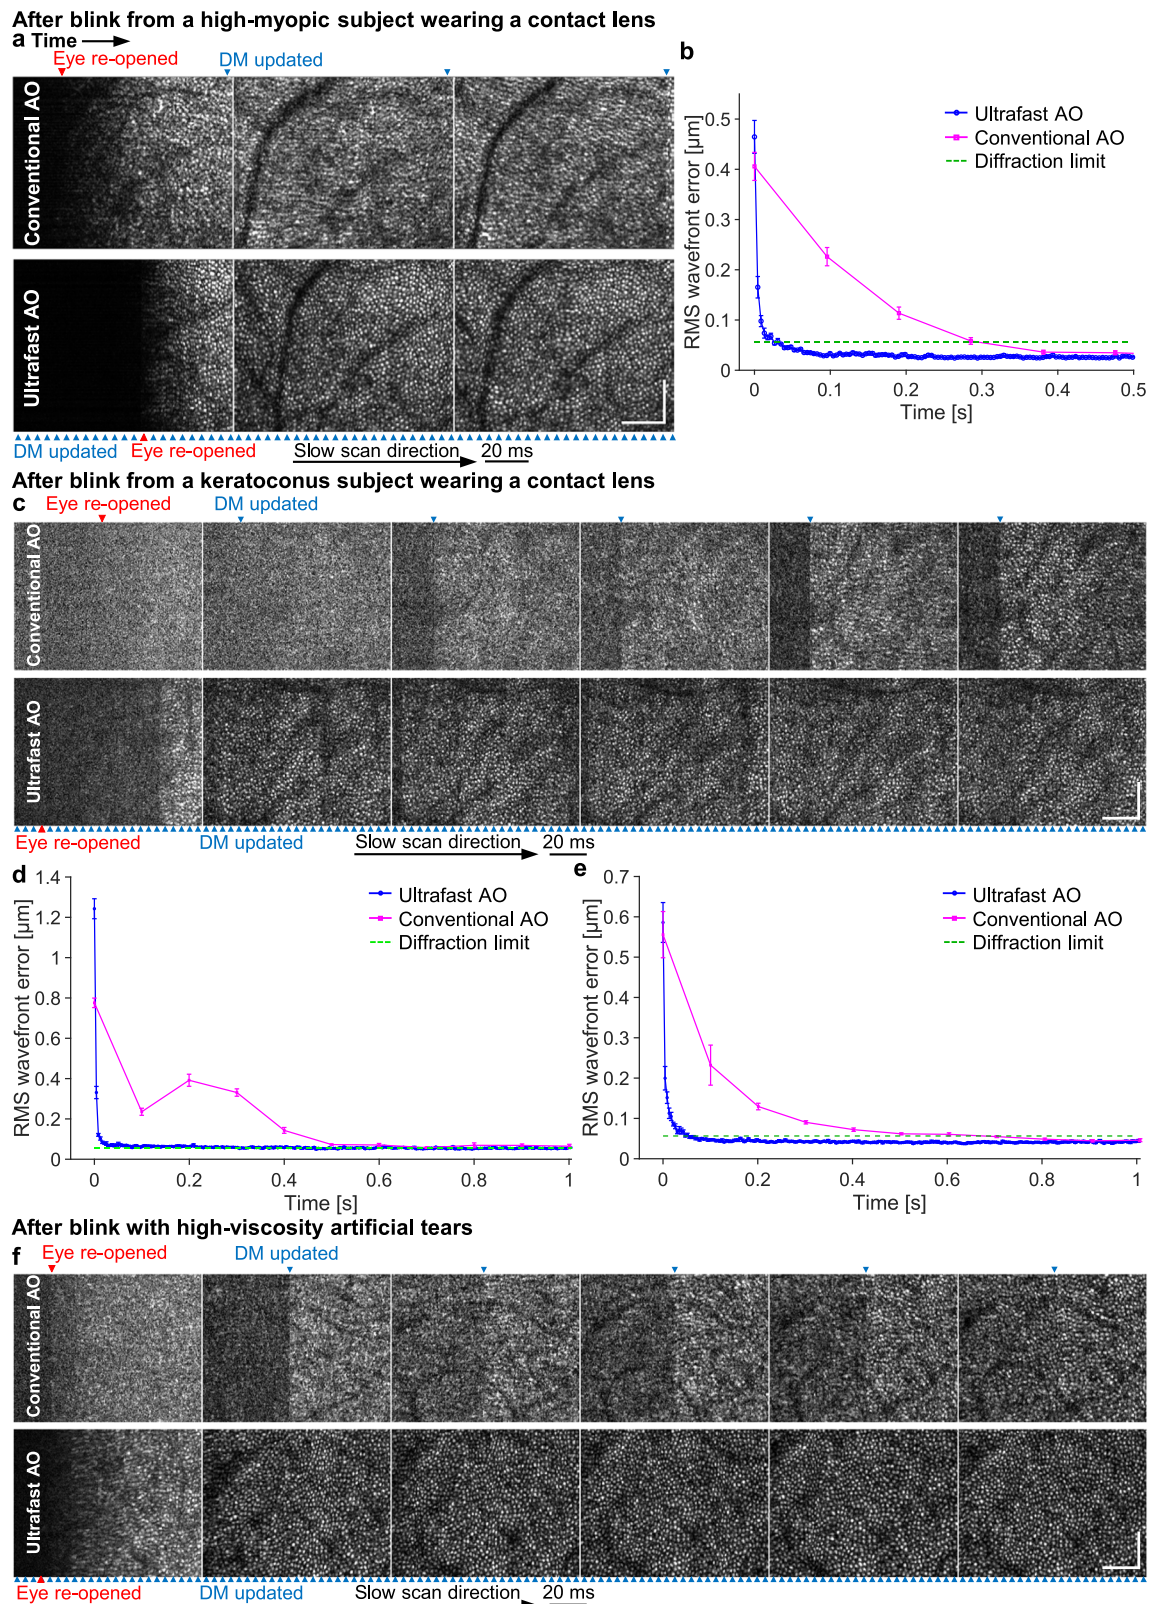 After blink from a high-myopic subject wearing a contact lens
a Time
Eye re-opened DM updated
Conventional AO
Ultrafast AO
DM updated Eye re-opened Slow scan direction 20 ms
b
RMS wavefront error [µm]
0.5
0.4
0.3
0.2
0.1
0
Ultrafast AO
Conventional AO
Diffraction limit
0 0.1 0.2 0.3 0.4 0.5
Time [s]
After blink from a keratoconus subject wearing a contact lens
c Eye re-opened DM updated
Conventional AO
Ultrafast AO
Eye re-opened DM updated Slow scan direction 20 ms
d
RMS wavefront error [µm]
1.4
1.2
1
0.8
0.6
0.4
0.2
0
Ultrafast AO
Conventional AO
Diffraction limit
0 0.2 0.4 0.6 0.8 1
Time [s]
e
RMS wavefront error [µm]
0.7
0.6
0.5
0.4
0.3
0.2
0.1
0
Ultrafast AO
Conventional AO
Diffraction limit
0 0.2 0.4 0.6 0.8 1
Time [s]
After blink with high-viscosity artificial tears
f Eye re-opened DM updated
Conventional AO
Ultrafast AO
Eye re-opened DM updated Slow scan direction 20 ms